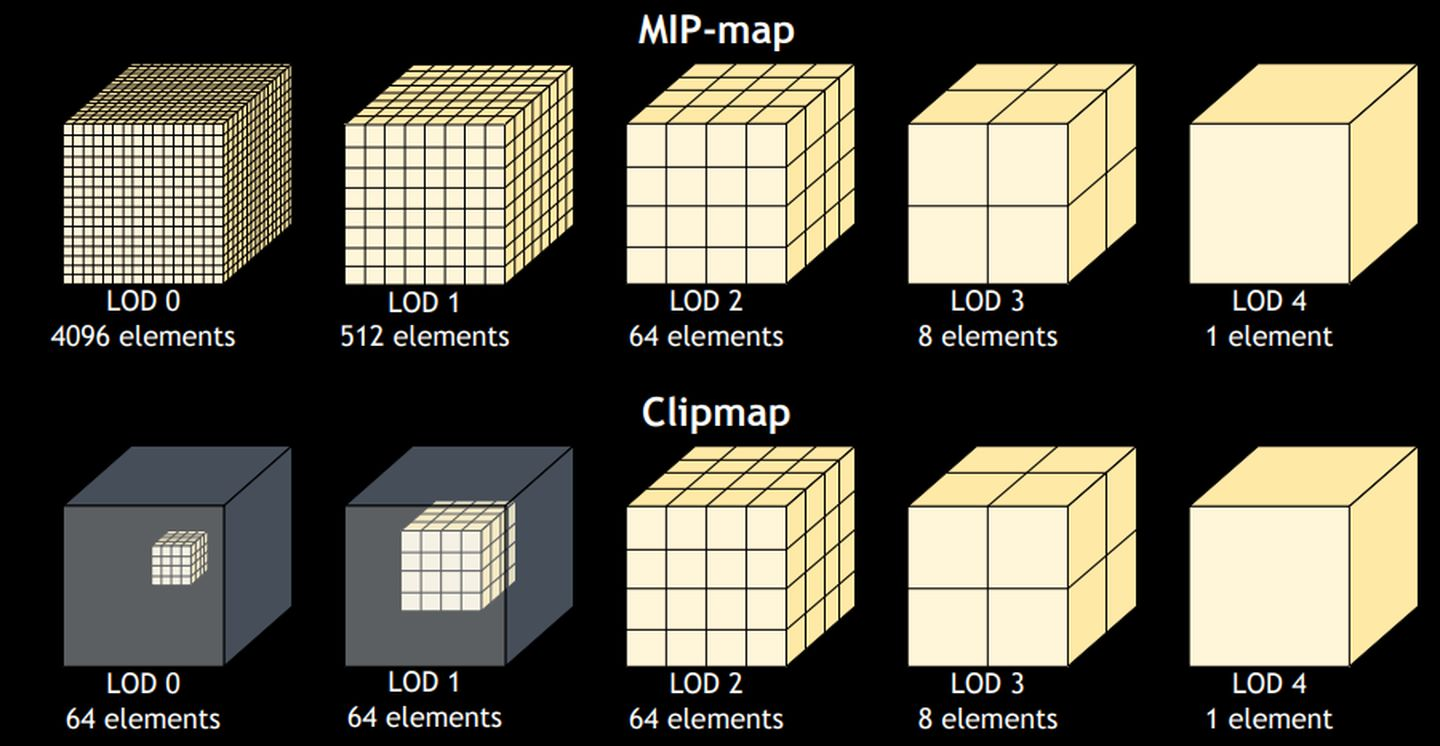 MIP-map
LOD 0
4096 elements
LOD 1
512 elements
LOD 2
64 elements
LOD 3
8 elements
LOD 4
1 element
Clipmap
LOD 0
64 elements
LOD 1
64 elements
LOD 2
64 elements
LOD 3
8 elements
LOD 4
1 element